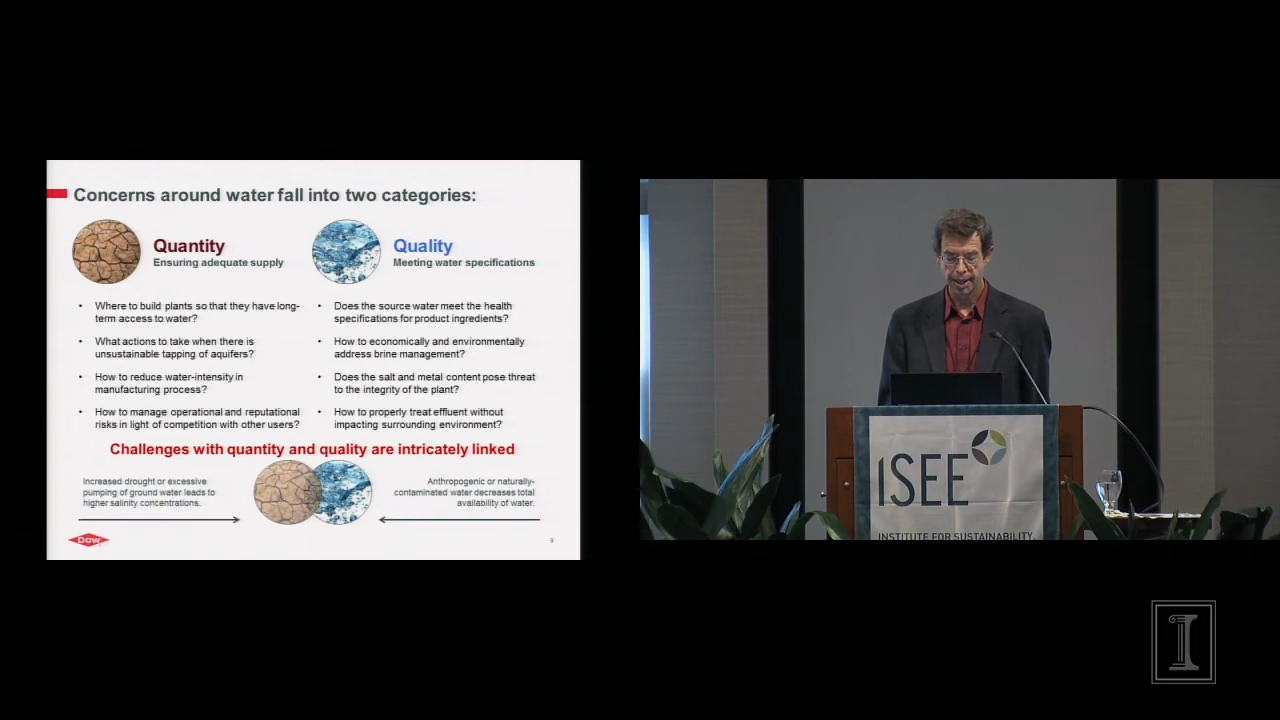 Concerns around water fall into two categories:
Quantity
Ensuring adequate supply
Quality
Meeting water specifications
• Where to build plants so that they have long-
term access to water?
• What actions to take when there is
unsustainable tapping of aquifers?
• How to reduce water-intensity in
manufacturing process?
• How to manage operational and reputational
risks in light of competition with other users?
• Does the source water meet the health
specifications for product ingredients?
• How to economically and environmentally
address brine management?
• Does the salt and metal content pose threat
to the integrity of the plant?
• How to properly treat effluent without
impacting surrounding environment?
Challenges with quantity and quality are intricately linked
Increased drought or excessive
pumping of ground water leads to
higher salinity concentrations.
Anthropogenic or naturally-
contaminated water decreases total
availability of water.
Dow
9
ISEE
INSTITUTE FOR SUSTAINABILITY,
I